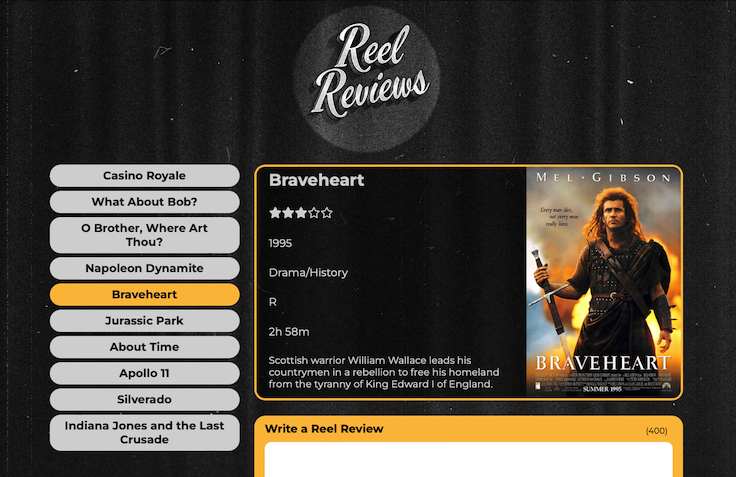 Reel
Reviews
Casino Royale
What About Bob?
O Brother, Where Art
Thou?
Napoleon Dynamite
Braveheart
Jurassic Park
About Time
Apollo 11
Silverado
Indiana Jones and the Last
Crusade
Braveheart
1995
Drama/History
R
2h 58m
Scottish warrior William Wallace leads his
countrymen in a rebellion to free his homeland
from the tyranny of King Edward I of England.
MEL · GIBSON
Every man dies,
not every man
really lives.
BRAVEHEART
SUMMER 1995
Write a Reel Review
(400)